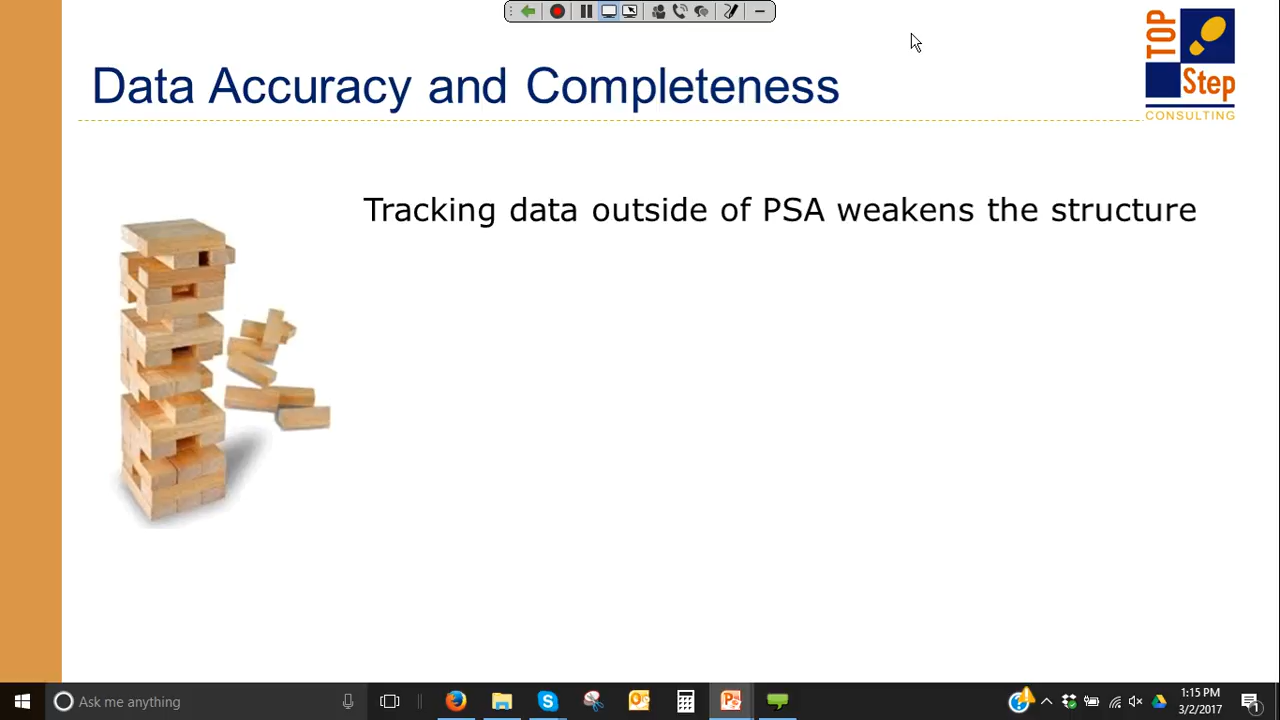 Data Accuracy and Completeness
TOP
Step
CONSULTING
Tracking data outside of PSA weakens the structure
Ask me anything
1:15 PM
3/2/2017
1